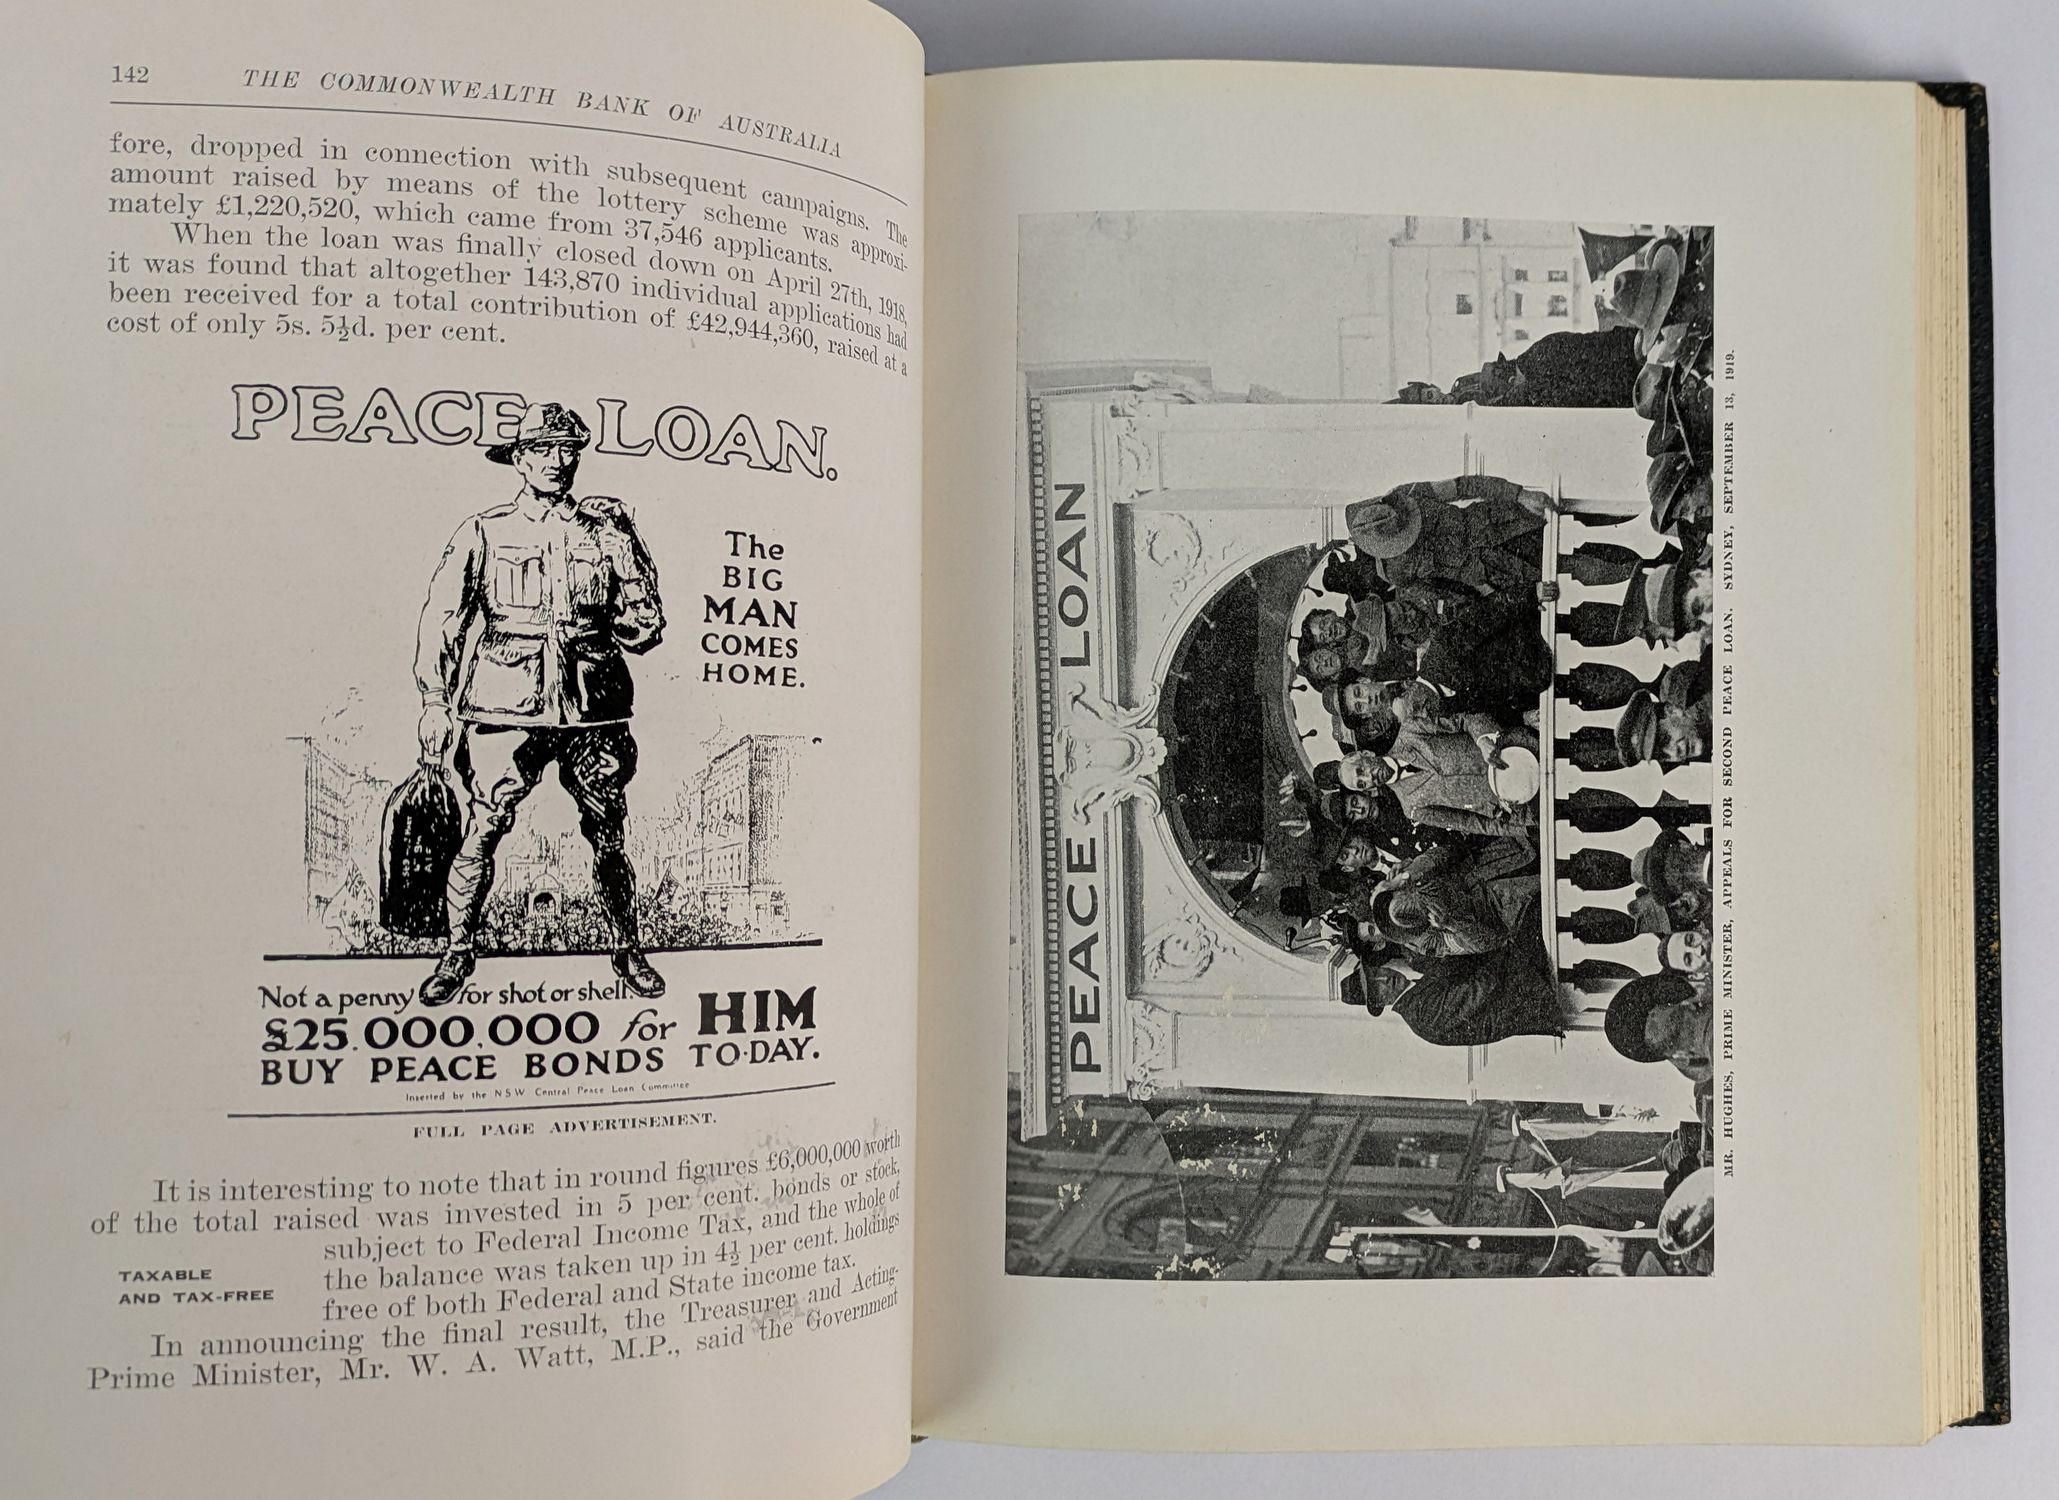 142 THE COMMONWEALTH BANK OF AUSTRALIA
fore, dropped in connection with subsequent campaigns. The
amount raised by means of the lottery scheme was approxi-
mately £1,220,520, which came from 37,546 applicants.
When the loan was finally closed down on April 27th, 1918,
it was found that altogether 143,870 individual applications had
been received for a total contribution of £42,944,360, raised at a
cost of only 5s. 5½d. per cent.
PEACE LOAN.
The
BIG
MAN
COMES
HOME.
Not a penny for shot or shell.
£25.000.000 for HIM
BUY PEACE BONDS TO·DAY.
Inserted by the NSW Central Peace Loan Committee
FULL PAGE ADVERTISEMENT.
It is interesting to note that in round figures £6,000,000 worth
of the total raised was invested in 5 per cent. bonds or stock,
subject to Federal Income Tax, and the whole of
the balance was taken up in 4½ per cent. holdings
free of both Federal and State income tax.
TAXABLE
AND TAX-FREE
In announcing the final result, the Treasurer and Acting-
Prime Minister, Mr. W. A. Watt, M.P., said the Government
PEACE LOAN
MR. HUGHES, PRIME MINISTER, APPEALS FOR SECOND PEACE LOAN. SYDNEY, SEPTEMBER 13, 1919.